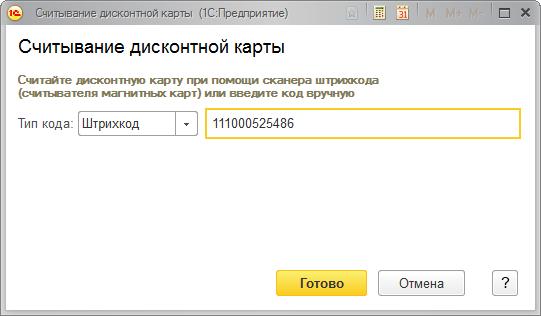 1С Считывание дисконтной карты (1С:Предприятие) 31 M M+ M-
Считывание дисконтной карты
Считайте дисконтную карту при помощи сканера штрихкода
(считывателя магнитных карт) или введите код вручную
Тип кода: Штрихкод 111000525486
Готово Отмена ?